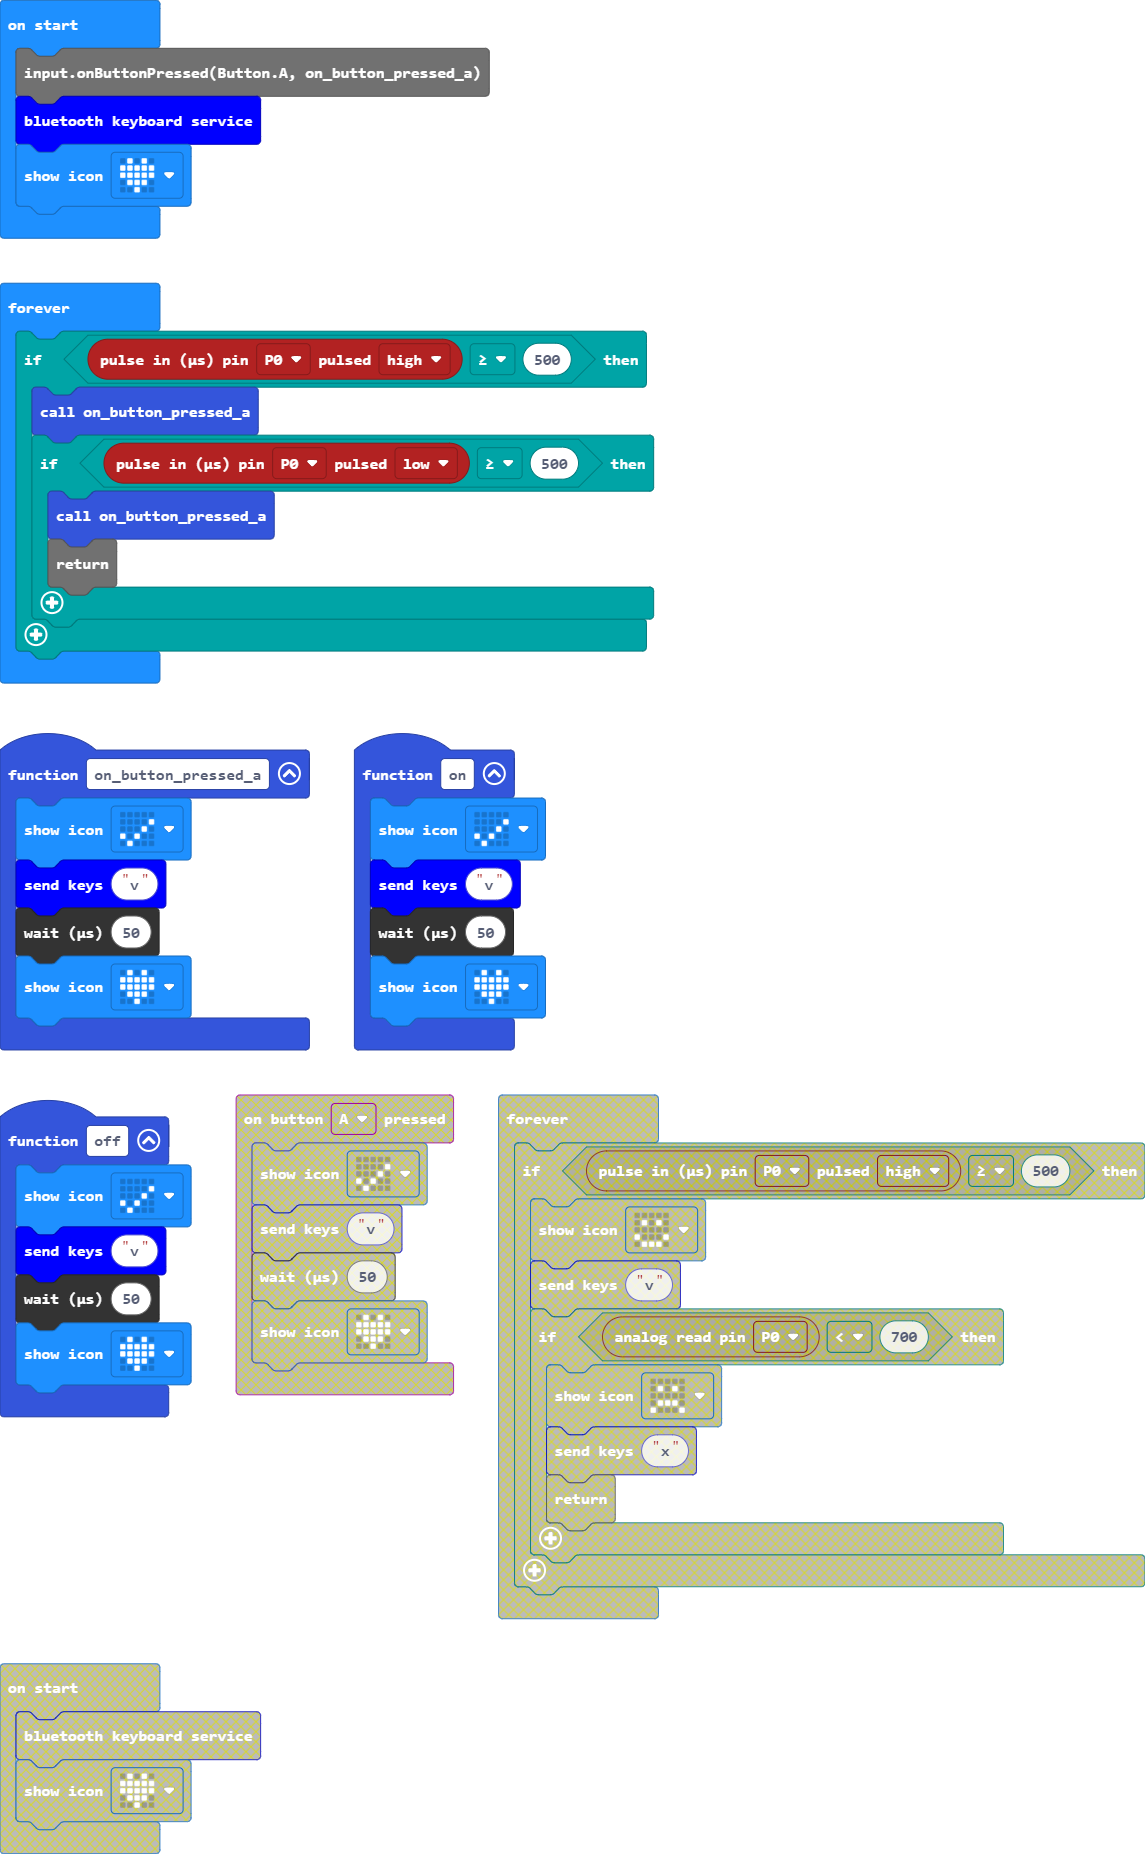 on start
input.onButtonPressed(Button.A, on_button_pressed_a)
bluetooth keyboard service
show icon
forever
if pulse in (µs) pin P0 pulsed high ≥ 500 then
call on_button_pressed_a
if pulse in (µs) pin P0 pulsed low ≥ 500 then
call on_button_pressed_a
return
function on_button_pressed_a
show icon
send keys "v"
wait (µs) 50
show icon
function on
show icon
send keys "v"
wait (µs) 50
show icon
function off
show icon
send keys "v"
wait (µs) 50
show icon
on button A pressed
show icon
send keys "v"
wait (µs) 50
show icon
forever
if pulse in (µs) pin P0 pulsed high ≥ 500 then
show icon
send keys "v"
if analog read pin P0 < 700 then
show icon
send keys "x"
return
on start
bluetooth keyboard service
show icon